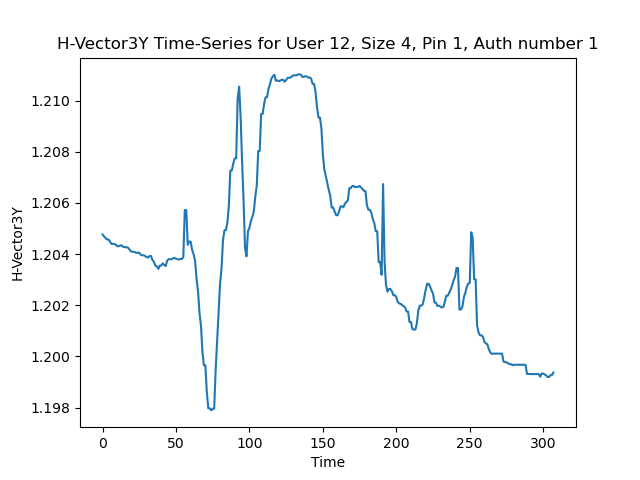 H-Vector3Y Time-Series for User 12, Size 4, Pin 1, Auth number 1
1.210
1.208
1.206
1.204
1.202
1.200
1.198
H-Vector3Y
0 50 100 150 200 250 300
Time